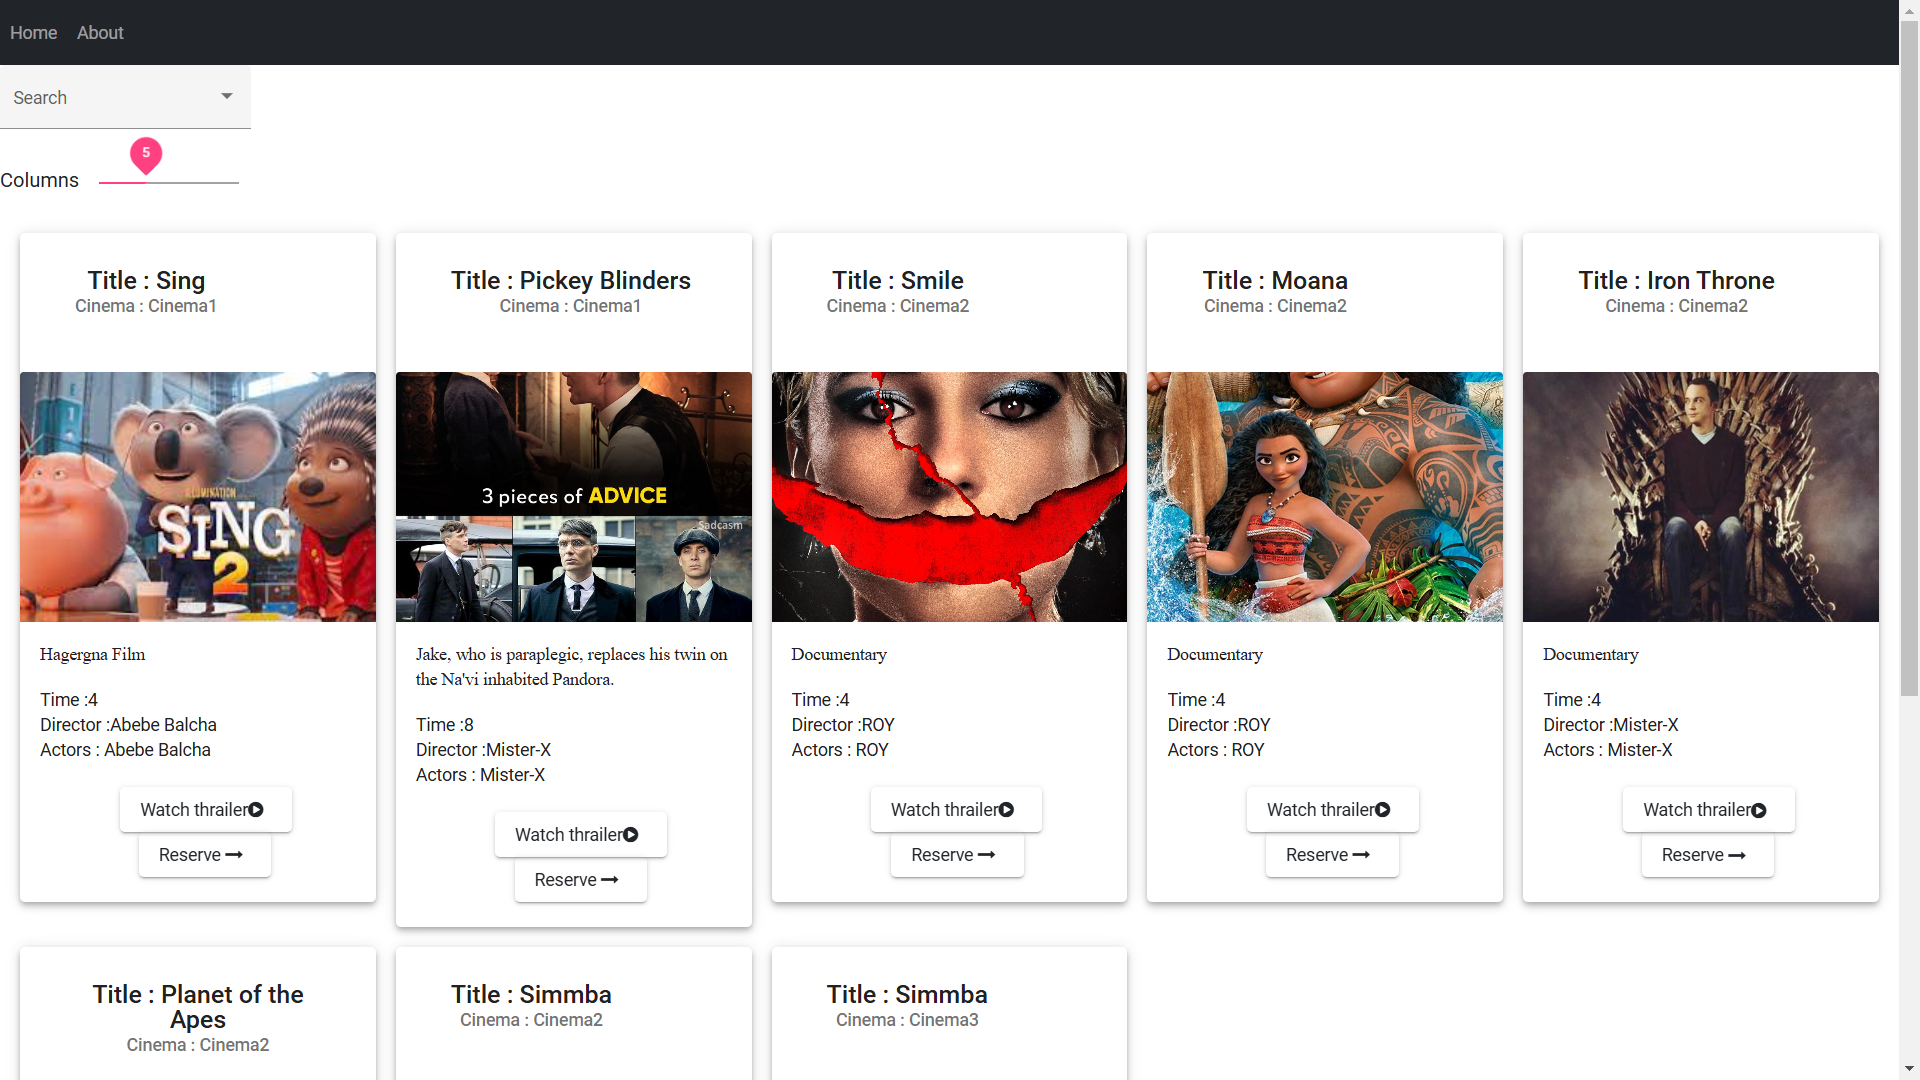 Home About
Search
5
Columns
Title : Sing
Cinema : Cinema1
ILLUMINATION
SING
2
Hagergna Film
Time :4
Director :Abebe Balcha
Actors : Abebe Balcha
Watch thrailer
Reserve
Title : Pickey Blinders
Cinema : Cinema1
3 pieces of ADVICE
Sadcasm
Jake, who is paraplegic, replaces his twin on
the Na'vi inhabited Pandora.
Time :8
Director :Mister-X
Actors : Mister-X
Watch thrailer
Reserve
Title : Smile
Cinema : Cinema2
Documentary
Time :4
Director :ROY
Actors : ROY
Watch thrailer
Reserve
Title : Moana
Cinema : Cinema2
Documentary
Time :4
Director :ROY
Actors : ROY
Watch thrailer
Reserve
Title : Iron Throne
Cinema : Cinema2
Documentary
Time :4
Director :Mister-X
Actors : Mister-X
Watch thrailer
Reserve
Title : Planet of the
Apes
Cinema : Cinema2
Title : Simmba
Cinema : Cinema2
Title : Simmba
Cinema : Cinema3